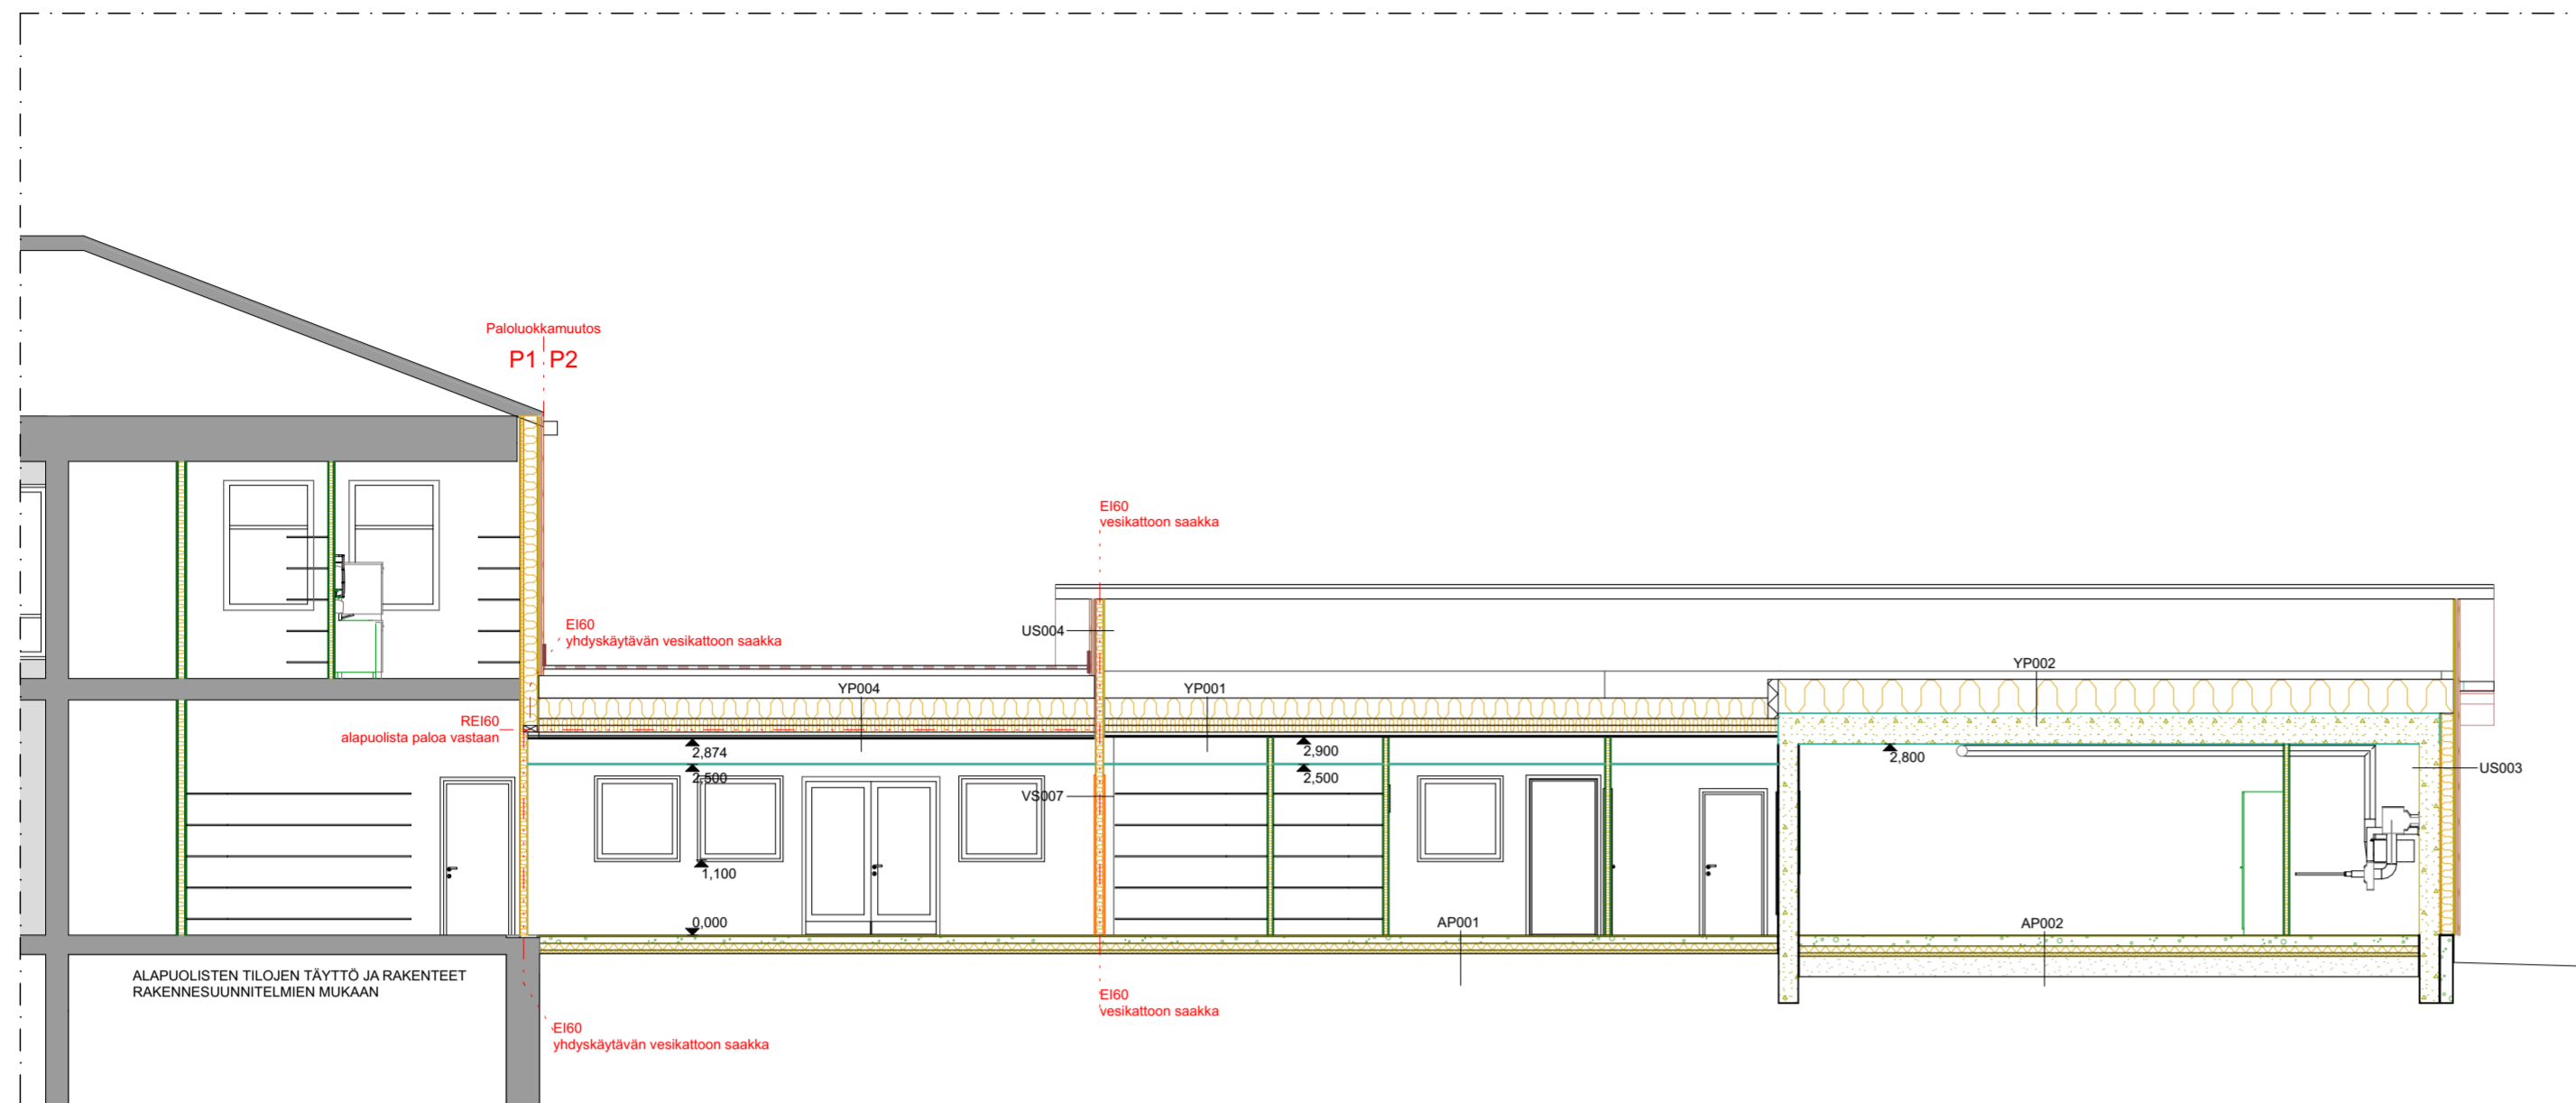 Paloluokkamuutos
P1 P2
EI60
vesikattoon saakka
EI60
yhdyskäytävän vesikattoon saakka
US004
YP002
YP004
YP001
REI60
alapuolista paloa vastaan
2,874
2,900
2,800
2,500
2,500
US003
VS007
1,100
0,000
AP001
AP002
ALAPUOLISTEN TILOJEN TÄYTTÖ JA RAKENTEET
RAKENNESUUNNITELMIEN MUKAAN
EI60
vesikattoon saakka
EI60
yhdyskäytävän vesikattoon saakka